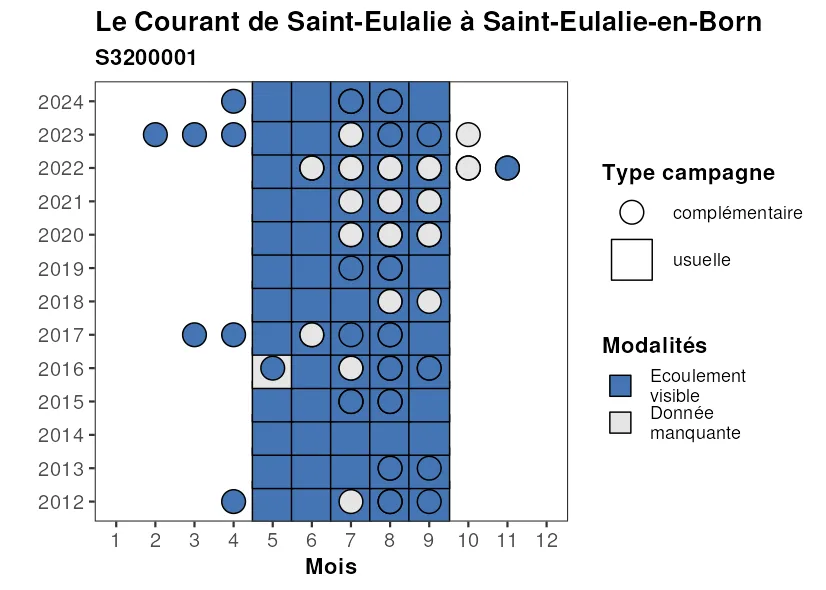 Le Courant de Saint-Eulalie à Saint-Eulalie-en-Born
S3200001
2024
2023
2022
2021
2020
2019
2018
2017
2016
2015
2014
2013
2012
1 2 3 4 5 6 7 8 9 10 11 12
Mois
Type campagne
complémentaire
usuelle
Modalités
Ecoulement
visible
Donnée
manquante